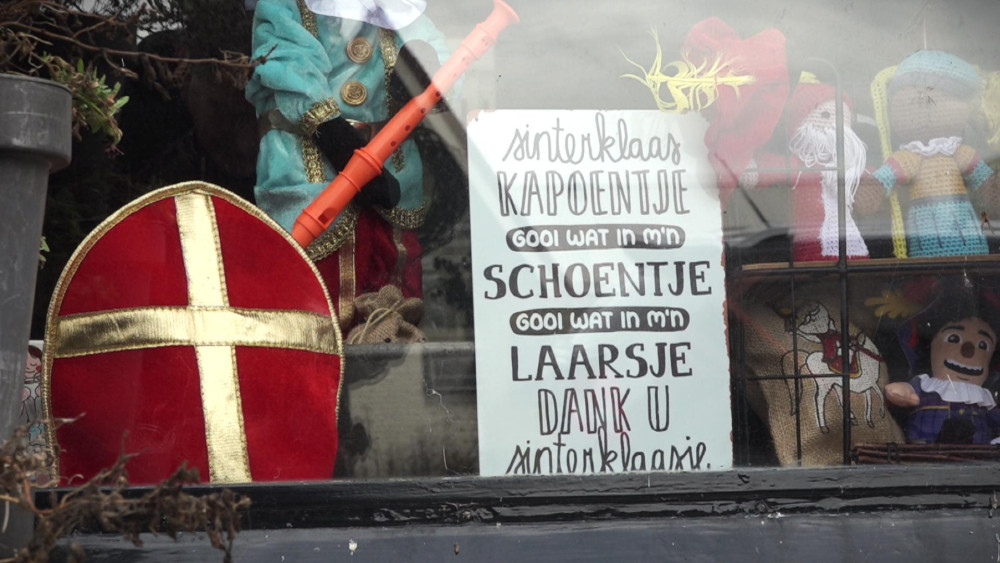 sinterklaas
KAPOENTJE
GOOI WAT IN M'N
SCHOENTJE
GOOI WAT IN M'N
LAARSJE
DANK U
sinterklaasje.